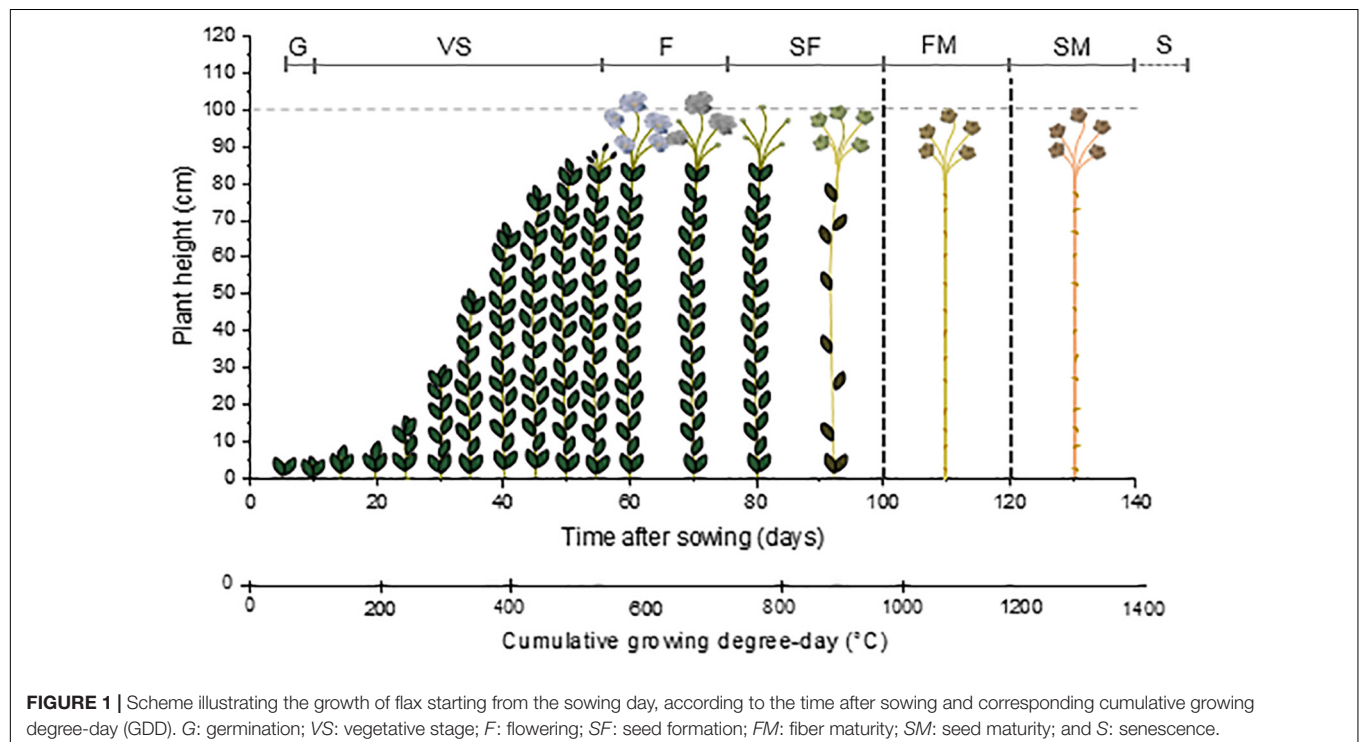 120
110
100
90
80
70
60
50
40
30
20
10
0
Plant height (cm)
G VS F SF FM SM S
0 20 40 60 80 100 120 140
Time after sowing (days)
0
0 200 400 600 800 1000 1200 1400
Cumulative growing degree-day (°C)
FIGURE 1 | Scheme illustrating the growth of flax starting from the sowing day, according to the time after sowing and corresponding cumulative growing
degree-day (GDD). G: germination; VS: vegetative stage; F: flowering; SF: seed formation; FM: fiber maturity; SM: seed maturity; and S: senescence.